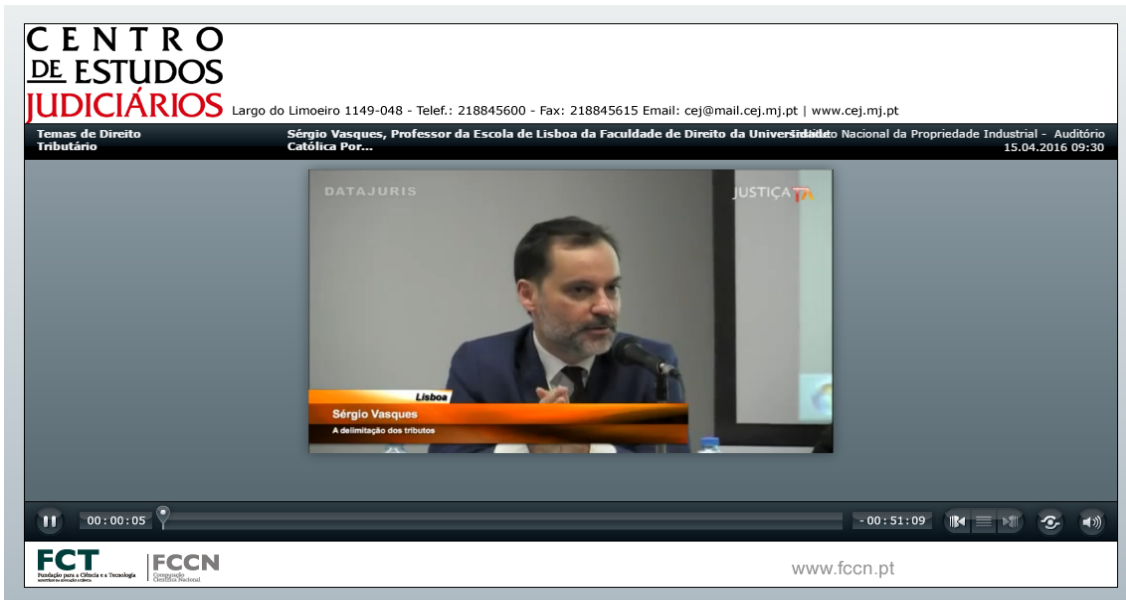 CENTRO
DE ESTUDOS
JUDICIÁRIOS
Largo do Limoeiro 1149-048 - Telef.: 218845600 - Fax: 218845615 Email: cej@mail.cej.mj.pt | www.cej.mj.pt
Temas de Direito
Tributário
Sérgio Vasques, Professor da Escola de Lisboa da Faculdade de Direito da Universidade
Católica Por...
Nacional da Propriedade Industrial - Auditório
15.04.2016 09:30
DATAJURIS
JUSTIÇA TV
Lisboa
Sérgio Vasques
A delimitação dos tributos
00:00:05
-00:51:09
FCT
Fundação para a Ciência e a Tecnologia
FCCN
Computação
Científica Nacional
www.fccn.pt